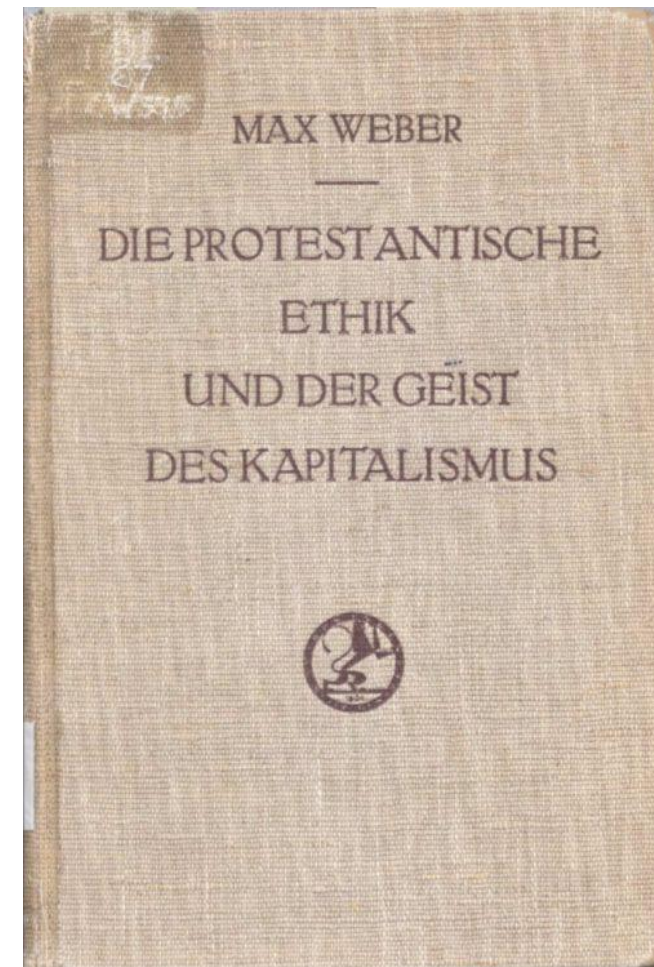 MAX WEBER
DIE PROTESTANTISCHE
ETHIK
UND DER GEIST
DES KAPITALISMUS